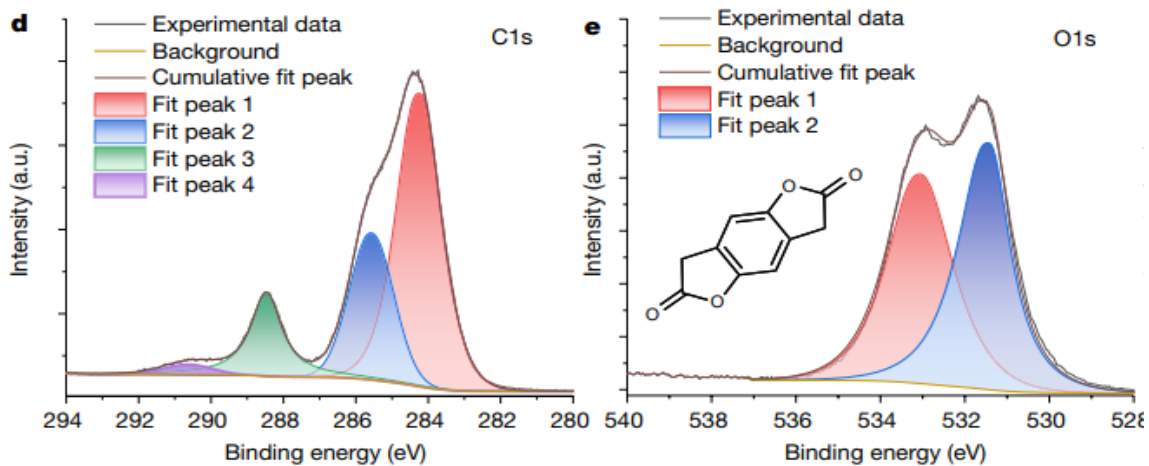 d
Experimental data
Background
Cumulative fit peak
Fit peak 1
Fit peak 2
Fit peak 3
Fit peak 4
C1s
Intensity (a.u.)
294 292 290 288 286 284 282 280
Binding energy (eV)
e
Experimental data
Background
Cumulative fit peak
Fit peak 1
Fit peak 2
O1s
O
O
O
O
Intensity (a.u.)
540 538 536 534 532 530 528
Binding energy (eV)